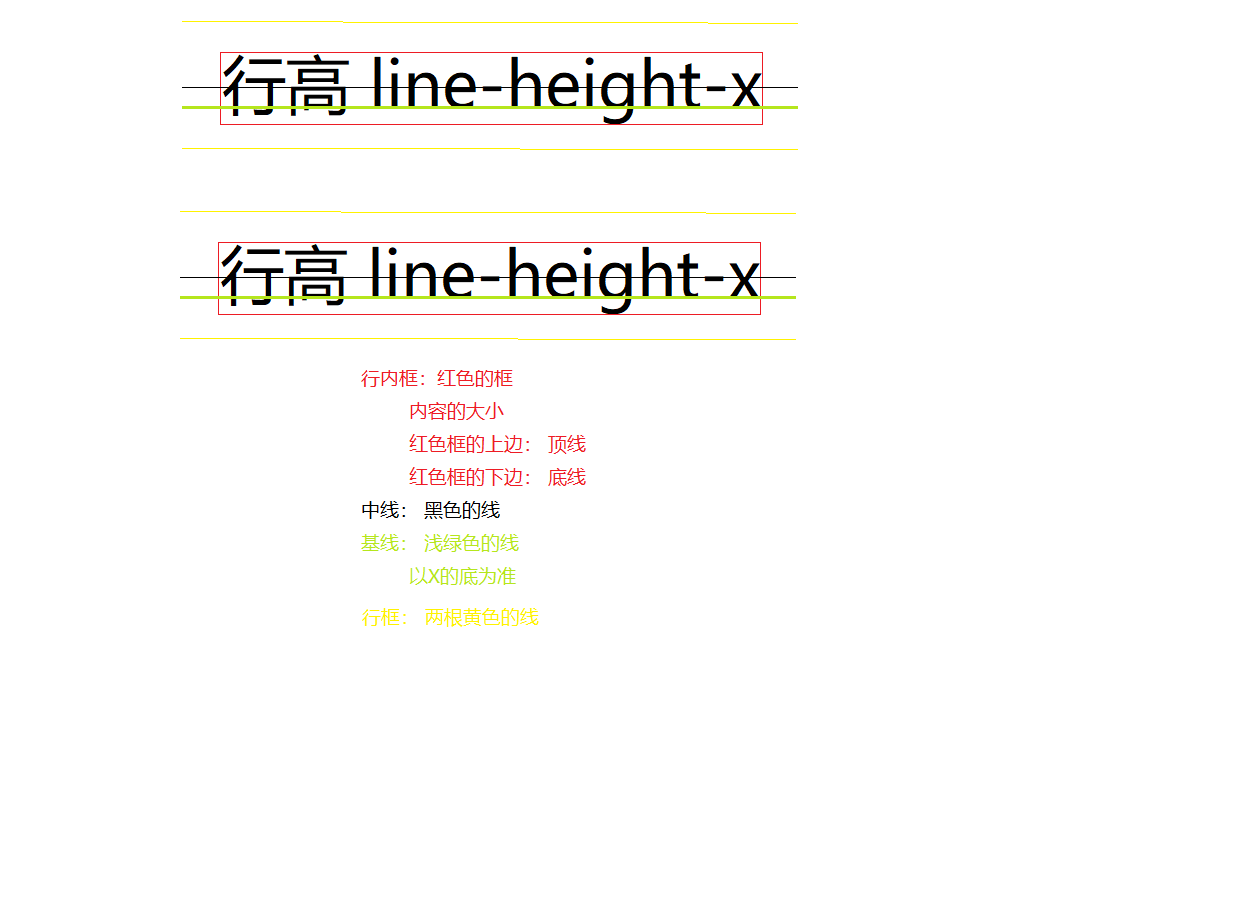 行高 line-height-x
行高 line-height-x
行内框：红色的框
内容的大小
红色框的上边： 顶线
红色框的下边： 底线
中线： 黑色的线
基线： 浅绿色的线
以X的底为准
行框： 两根黄色的线